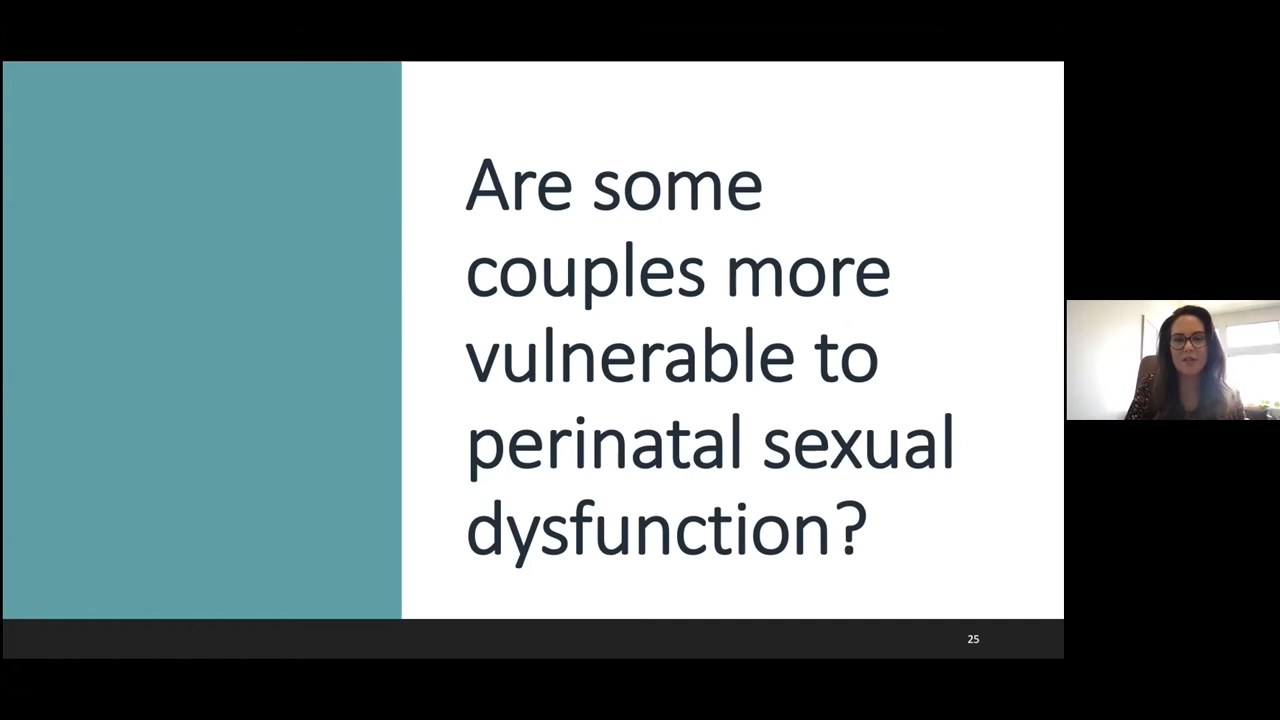 Are some
couples more
vulnerable to
perinatal sexual
dysfunction?
25